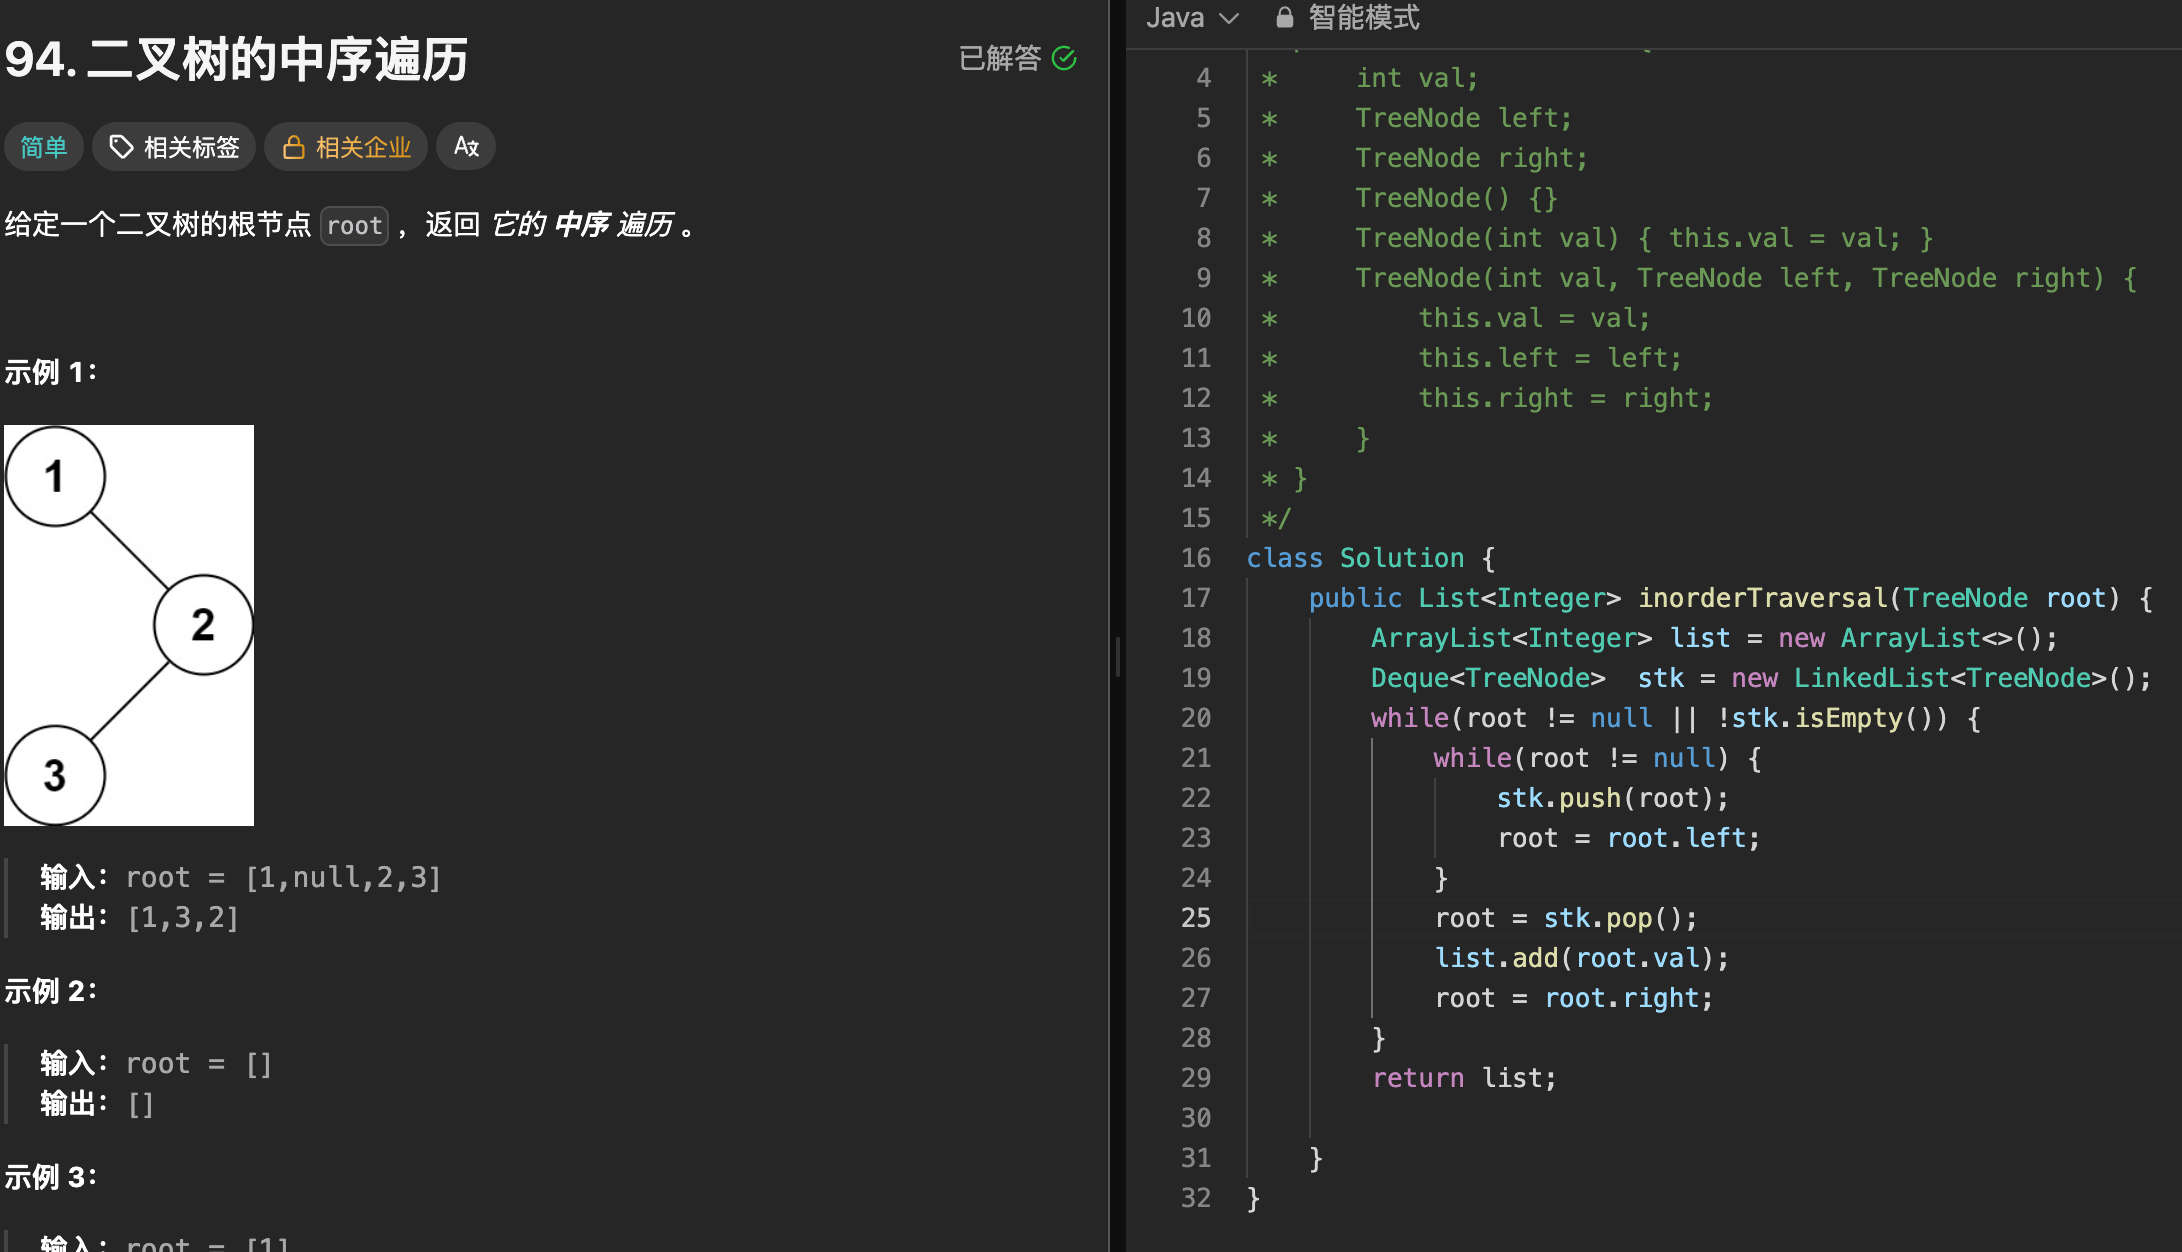 94. 二叉树的中序遍历
已解答
简单
相关标签
相关企业
给定一个二叉树的根节点 root ，返回 它的 中序 遍历 。
示例 1：
1
2
3
输入：root = [1,null,2,3]
输出：[1,3,2]
示例 2：
输入：root = []
输出：[]
示例 3：
输入：root = [1]
Java
智能模式
4 *     int val;
5 *     TreeNode left;
6 *     TreeNode right;
7 *     TreeNode() {}
8 *     TreeNode(int val) { this.val = val; }
9 *     TreeNode(int val, TreeNode left, TreeNode right) {
10 *         this.val = val;
11 *         this.left = left;
12 *         this.right = right;
13 *     }
14 * }
15 */
16 class Solution {
17     public List<Integer> inorderTraversal(TreeNode root) {
18         ArrayList<Integer> list = new ArrayList<>();
19         Deque<TreeNode>  stk = new LinkedList<TreeNode>();
20         while(root != null || !stk.isEmpty()) {
21             while(root != null) {
22                 stk.push(root);
23                 root = root.left;
24             }
25             root = stk.pop();
26             list.add(root.val);
27             root = root.right;
28         }
29         return list;
30
31     }
32 }